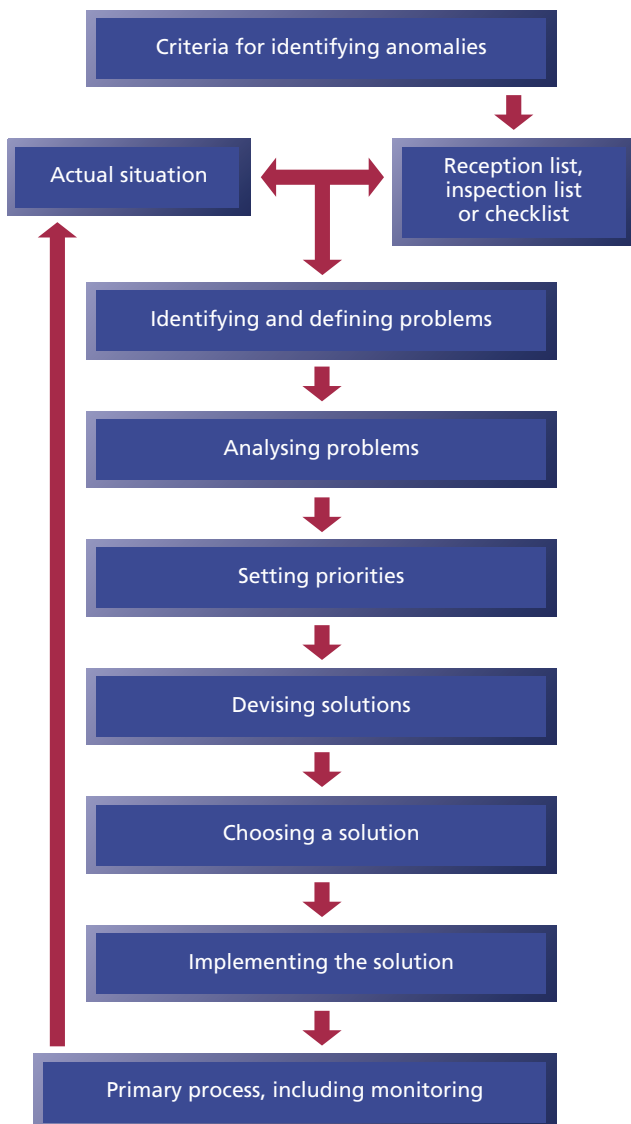 Criteria for identifying anomalies
Actual situation
Reception list,
inspection list
or checklist
Identifying and defining problems
Analysing problems
Setting priorities
Devising solutions
Choosing a solution
Implementing the solution
Primary process, including monitoring